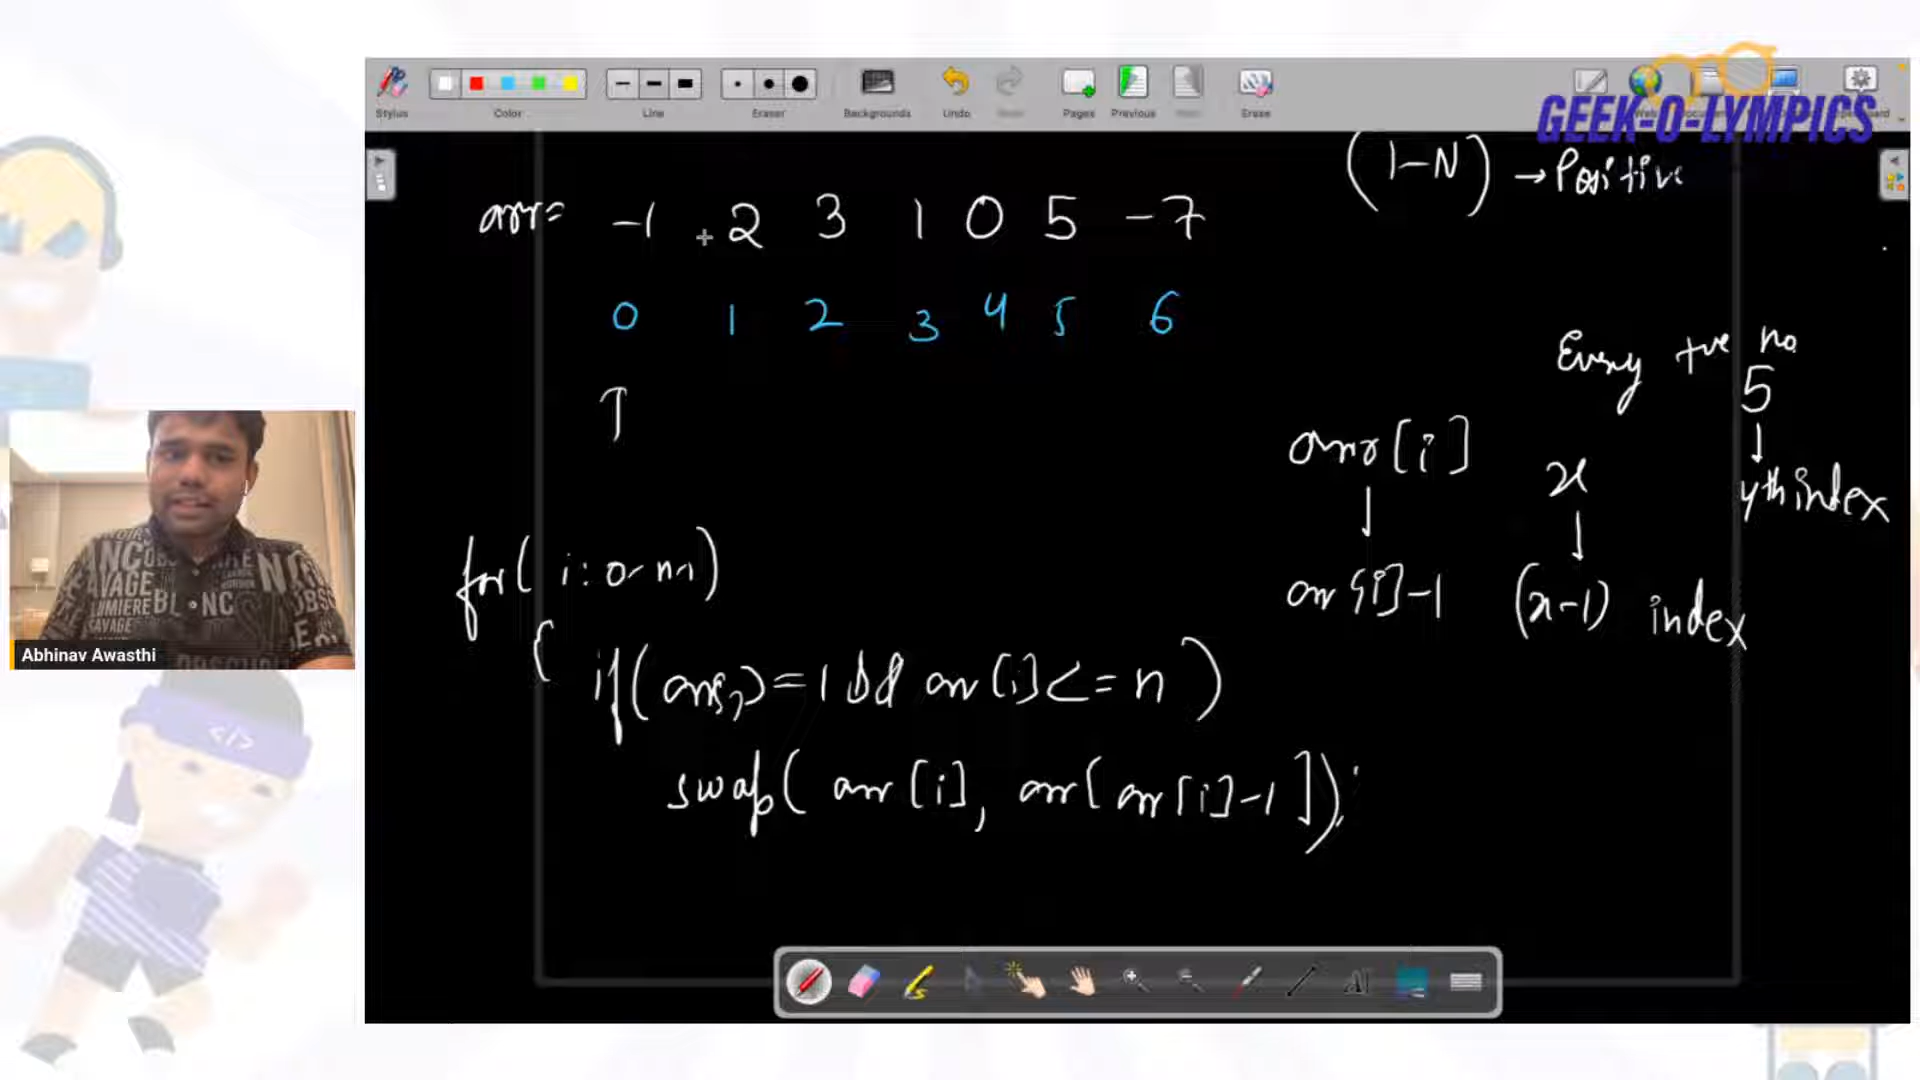 Stylus Color Line Eraser Backgrounds Undo Pages Previous Erase
GEEK-O-LYMPICS
(1-N) → Positive
arr= -1 2 3 1 0 5 -7
0 1 2 3 4 5 6
Every +ve no
5
arr[i] x
4th index
for( i: 0- n-1)
arr[i]-1 (x-1) index
{
if( >=1 && arr[i]<=n)
swap( arr[i], arr[arr[i]-1]);
Abhinav Awasthi